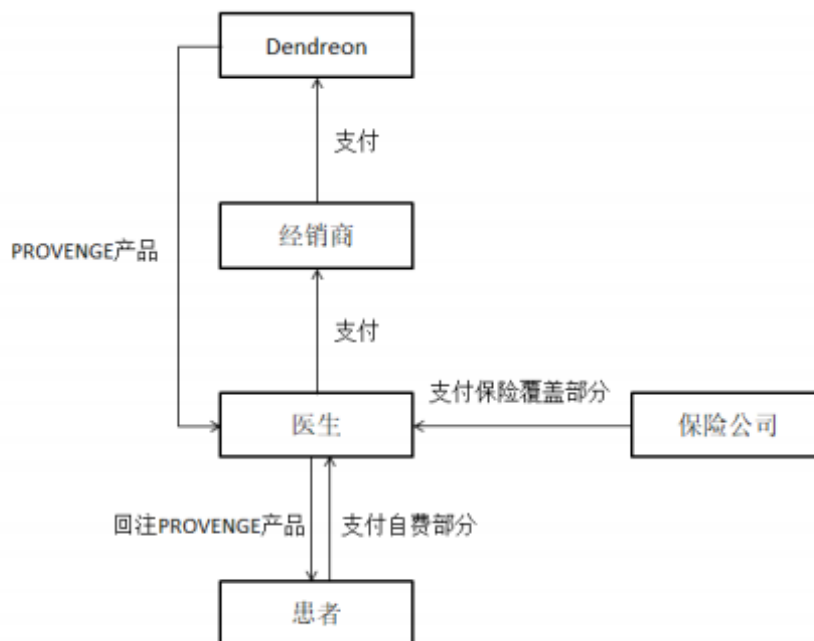 Dendreon
支付
经销商
PROVENGE产品
支付
支付保险覆盖部分
医生
保险公司
回注PROVENGE产品
支付自费部分
患者